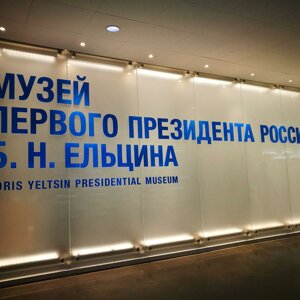 МУЗЕЙ
ПЕРВОГО ПРЕЗИДЕНТА РОССИ
Б. Н. ЕЛЬЦИНА
ORIS YELTSIN PRESIDENTIAL MUSEUM